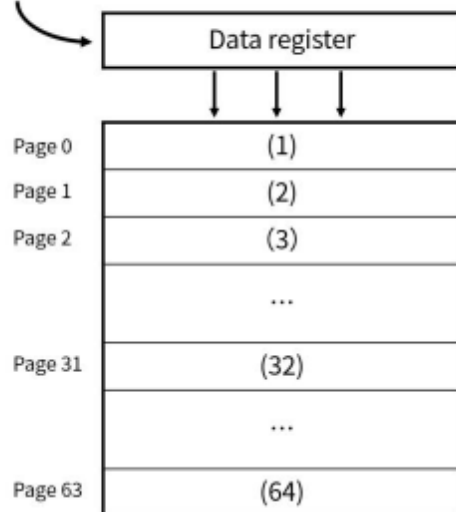 Data register
Page 0 (1)
Page 1 (2)
Page 2 (3)
...
Page 31 (32)
...
Page 63 (64)